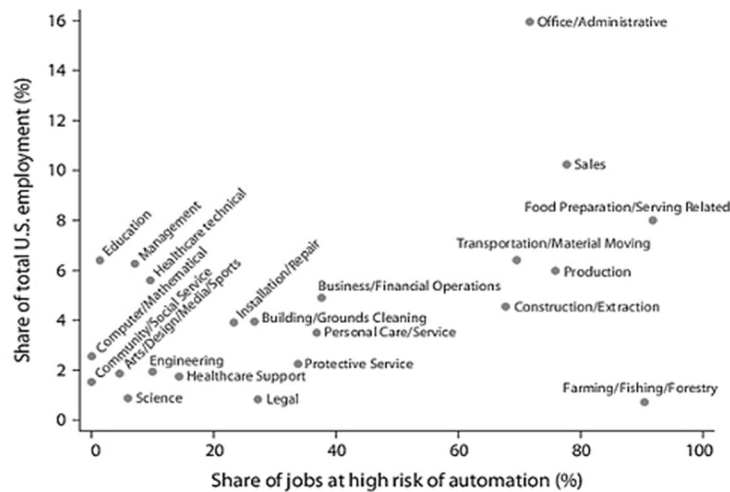 Share of total U.S. employment (%)
16
14
12
10
8
6
4
2
0
Office/Administrative
Sales
Food Preparation/Serving Related
Transportation/Material Moving
Production
Construction/Extraction
Farming/Fishing/Forestry
Education
Management
Healthcare technical
Computer/Mathematical
Community/Social Service
Arts/Design/Media/Sports
Installation/Repair
Business/Financial Operations
Building/Grounds Cleaning
Personal Care/Service
Engineering
Healthcare Support
Protective Service
Science
Legal
0 20 40 60 80 100
Share of jobs at high risk of automation (%)